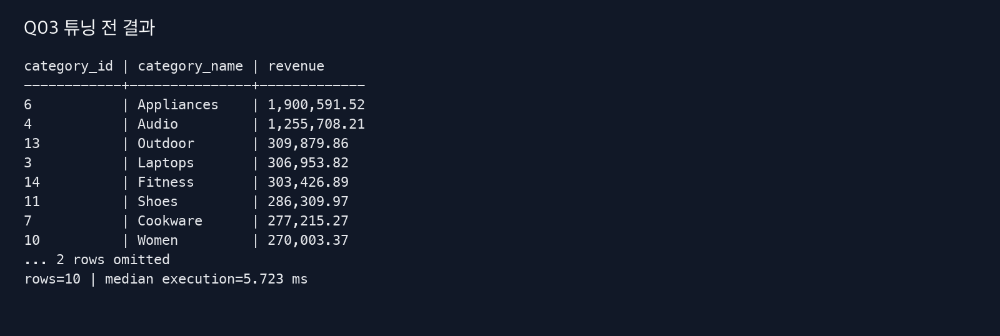 Q03 튜닝 전 결과
category_id | category_name | revenue
------------+---------------+-------------
6           | Appliances    | 1,900,591.52
4           | Audio         | 1,255,708.21
13          | Outdoor       | 309,879.86
3           | Laptops       | 306,953.82
14          | Fitness       | 303,426.89
11          | Shoes         | 286,309.97
7           | Cookware      | 277,215.27
10          | Women         | 270,003.37
... 2 rows omitted
rows=10 | median execution=5.723 ms